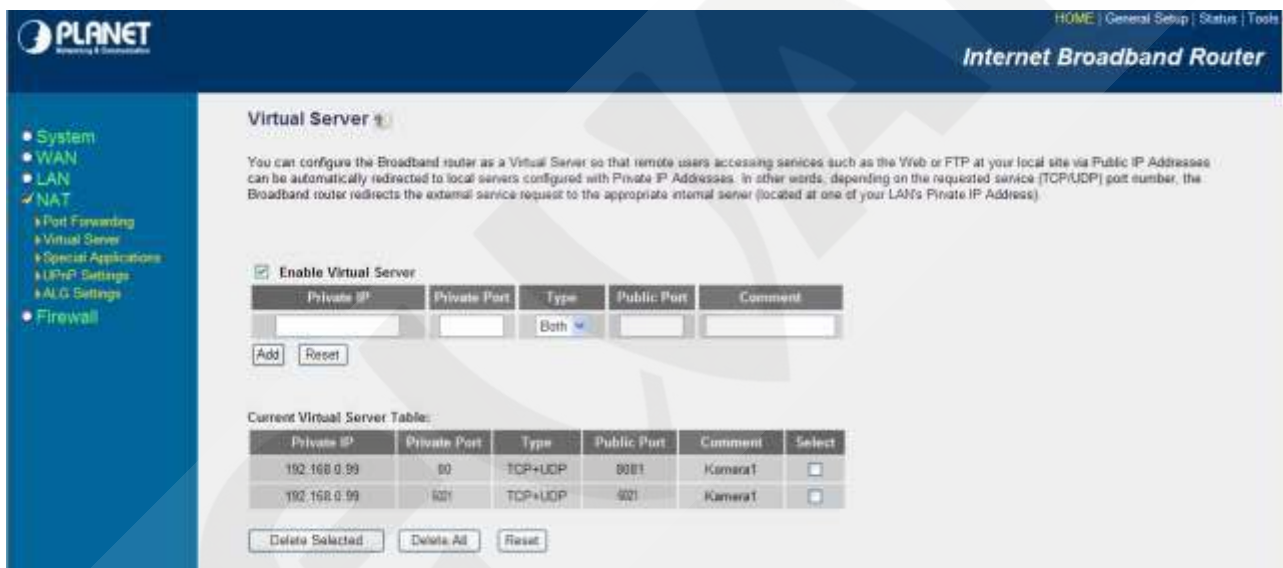 PLANET
Networking & Communication
HOME | General Setup | Status | Tools
Internet Broadband Router
System
WAN
LAN
NAT
Port Forwarding
Virtual Server
Special Applications
UPnP Settings
ALG Settings
Firewall
Virtual Server
You can configure the Broadband router as a Virtual Server so that remote users accessing services such as the Web or FTP at your local site via Public IP Addresses
can be automatically redirected to local servers configured with Private IP Addresses. In other words, depending on the requested service (TCP/UDP) port number, the
Broadband router redirects the external service request to the appropriate internal server (located at one of your LAN's Private IP Address).
Enable Virtual Server
Private IP Private Port Type Public Port Comment
Both
Add Reset
Current Virtual Server Table:
Private IP Private Port Type Public Port Comment Select
192.168.0.99 80 TCP+UDP Kamera1
192.168.0.99 6021 TCP+UDP 6021 Kamera1
Delete Selected Delete All Reset